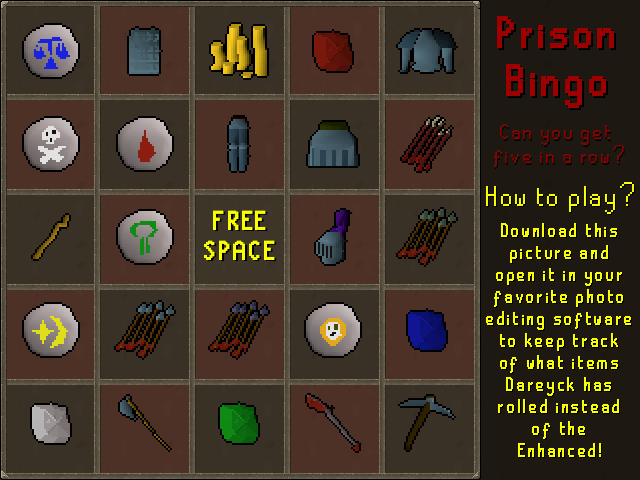 Prison
Bingo
Can you get
five in a row?
How to play?
Download this
picture and
open it in your
favorite photo
editing software
to keep track
of what items
Dareyck has
rolled instead
of the
Enhanced!
FREE
SPACE